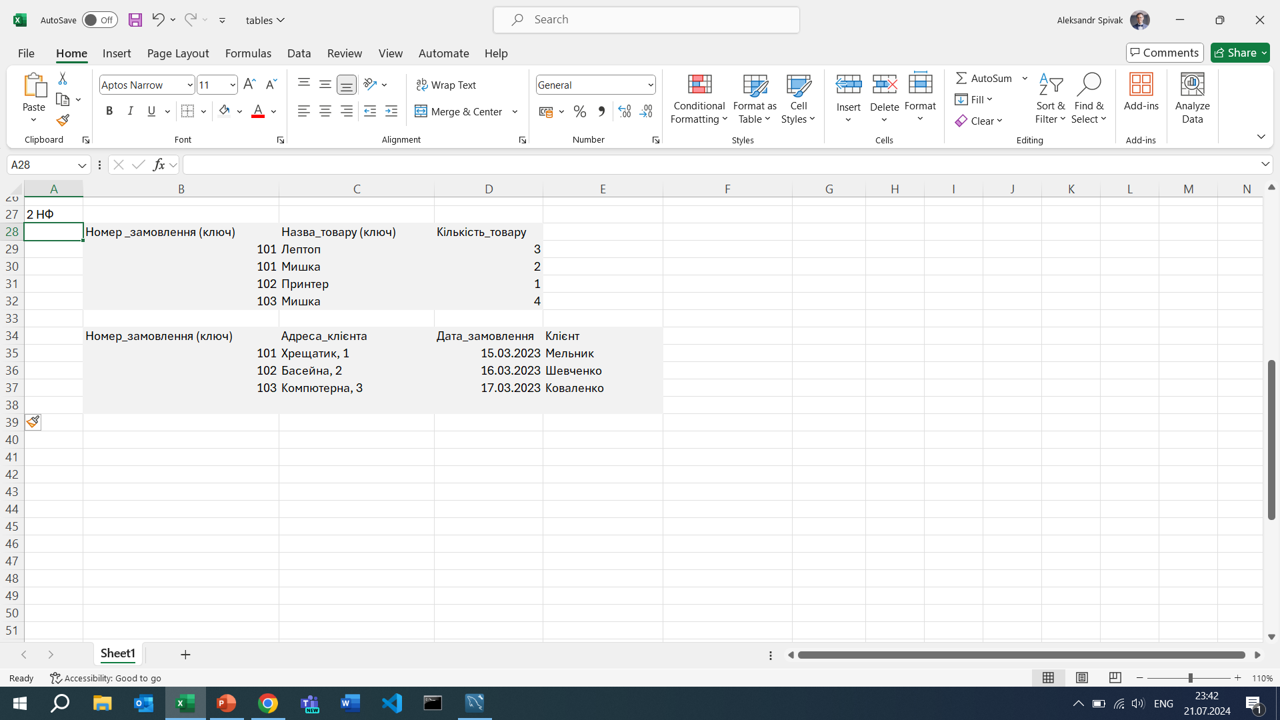 AutoSave Off tables Search Aleksandr Spivak
File Home Insert Page Layout Formulas Data Review View Automate Help Comments Share
Paste Aptos Narrow 11 Wrap Text General Conditional Formatting Format as Table Cell Styles Insert Delete Format AutoSum Sort & Filter Find & Select Add-ins Analyze Data
B I U A Merge & Center % Fill
Clear
Clipboard Font Alignment Number Styles Cells Editing Add-ins
A28 fx
A B C D E F G H I J K L M N
26
27 2 НФ
28 Номер _замовлення (ключ) Назва_товару (ключ) Кількість_товару
29 101 Лептоп 3
30 101 Мишка 2
31 102 Принтер 1
32 103 Мишка 4
33
34 Номер_замовлення (ключ) Адреса_клієнта Дата_замовлення Клієнт
35 101 Хрещатик, 1 15.03.2023 Мельник
36 102 Басейна, 2 16.03.2023 Шевченко
37 103 Компютерна, 3 17.03.2023 Коваленко
38
39
40
41
42
43
44
45
46
47
48
49
50
51
Sheet1
Ready Accessibility: Good to go 110%
ENG 23:42
21.07.2024 1